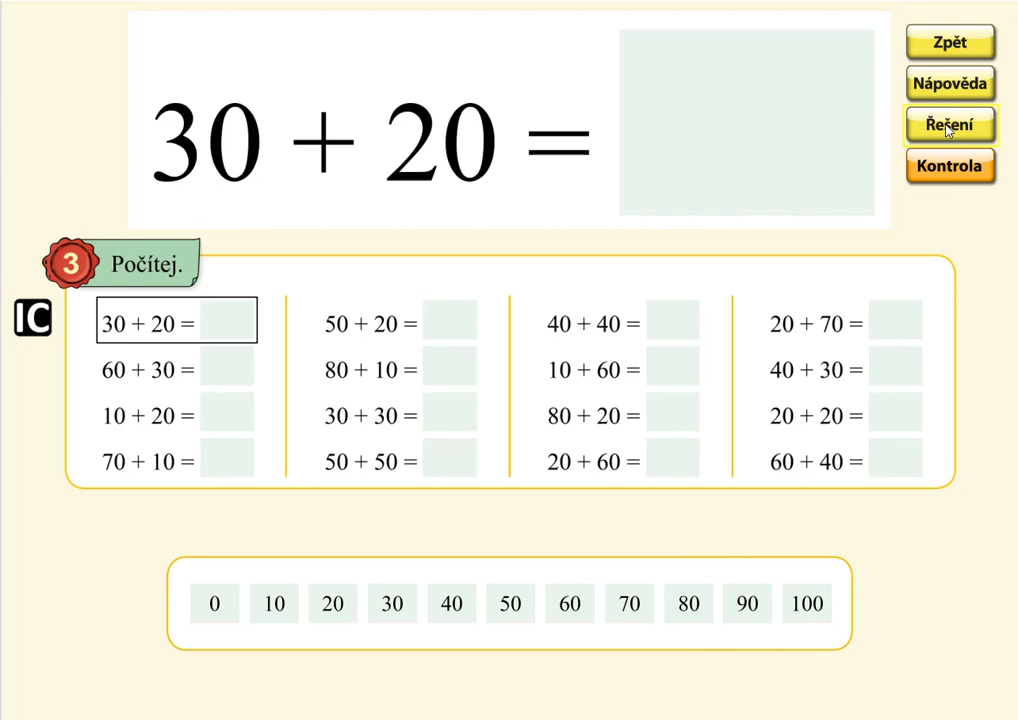 30 + 20 =
Zpět
Nápověda
Řešení
Kontrola
3 Počítej.
IC
30 + 20 = 50 + 20 = 40 + 40 = 20 + 70 =
60 + 30 = 80 + 10 = 10 + 60 = 40 + 30 =
10 + 20 = 30 + 30 = 80 + 20 = 20 + 20 =
70 + 10 = 50 + 50 = 20 + 60 = 60 + 40 =
0 10 20 30 40 50 60 70 80 90 100